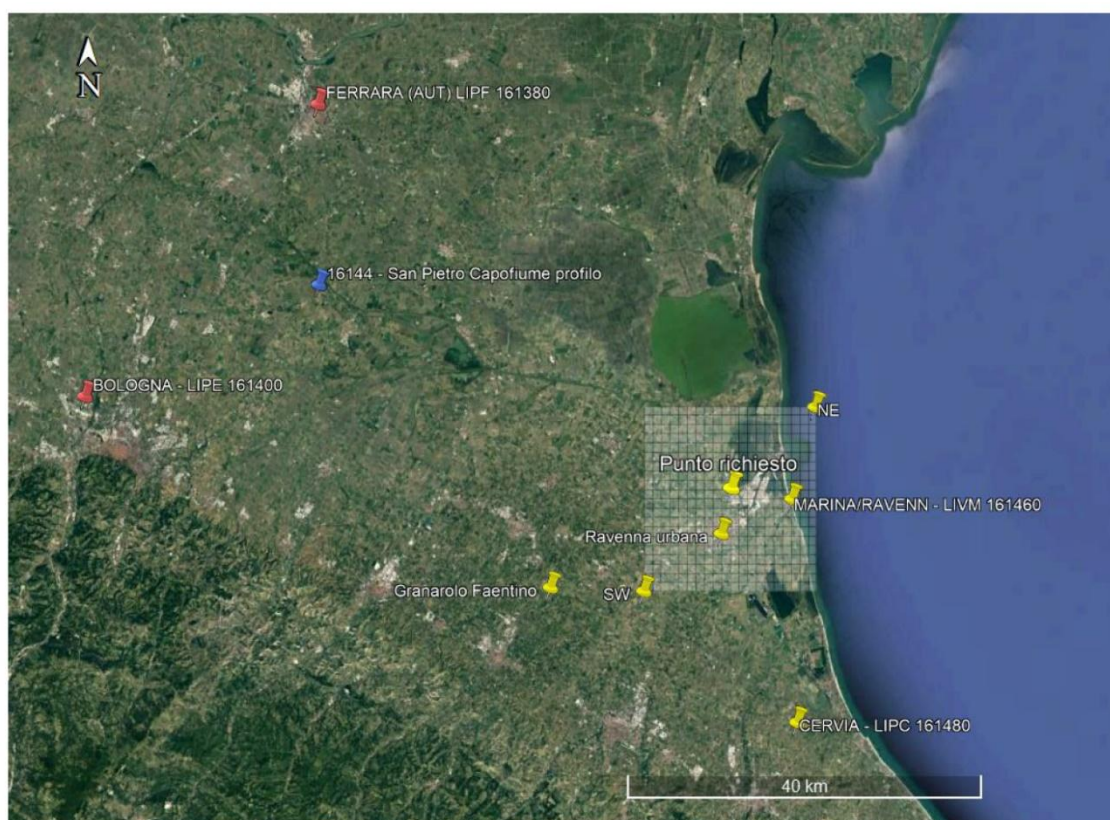 N
FERRARA (AUT) LIPF 161380
16144 - San Pietro Capofiume profilo
BOLOGNA - LIPE 161400
NE
Punto richiesto
MARINA/RAVENN - LIVM 161460
Ravenna urbana
Granarolo Faentino
SW
CERVIA - LIPC 161480
40 km